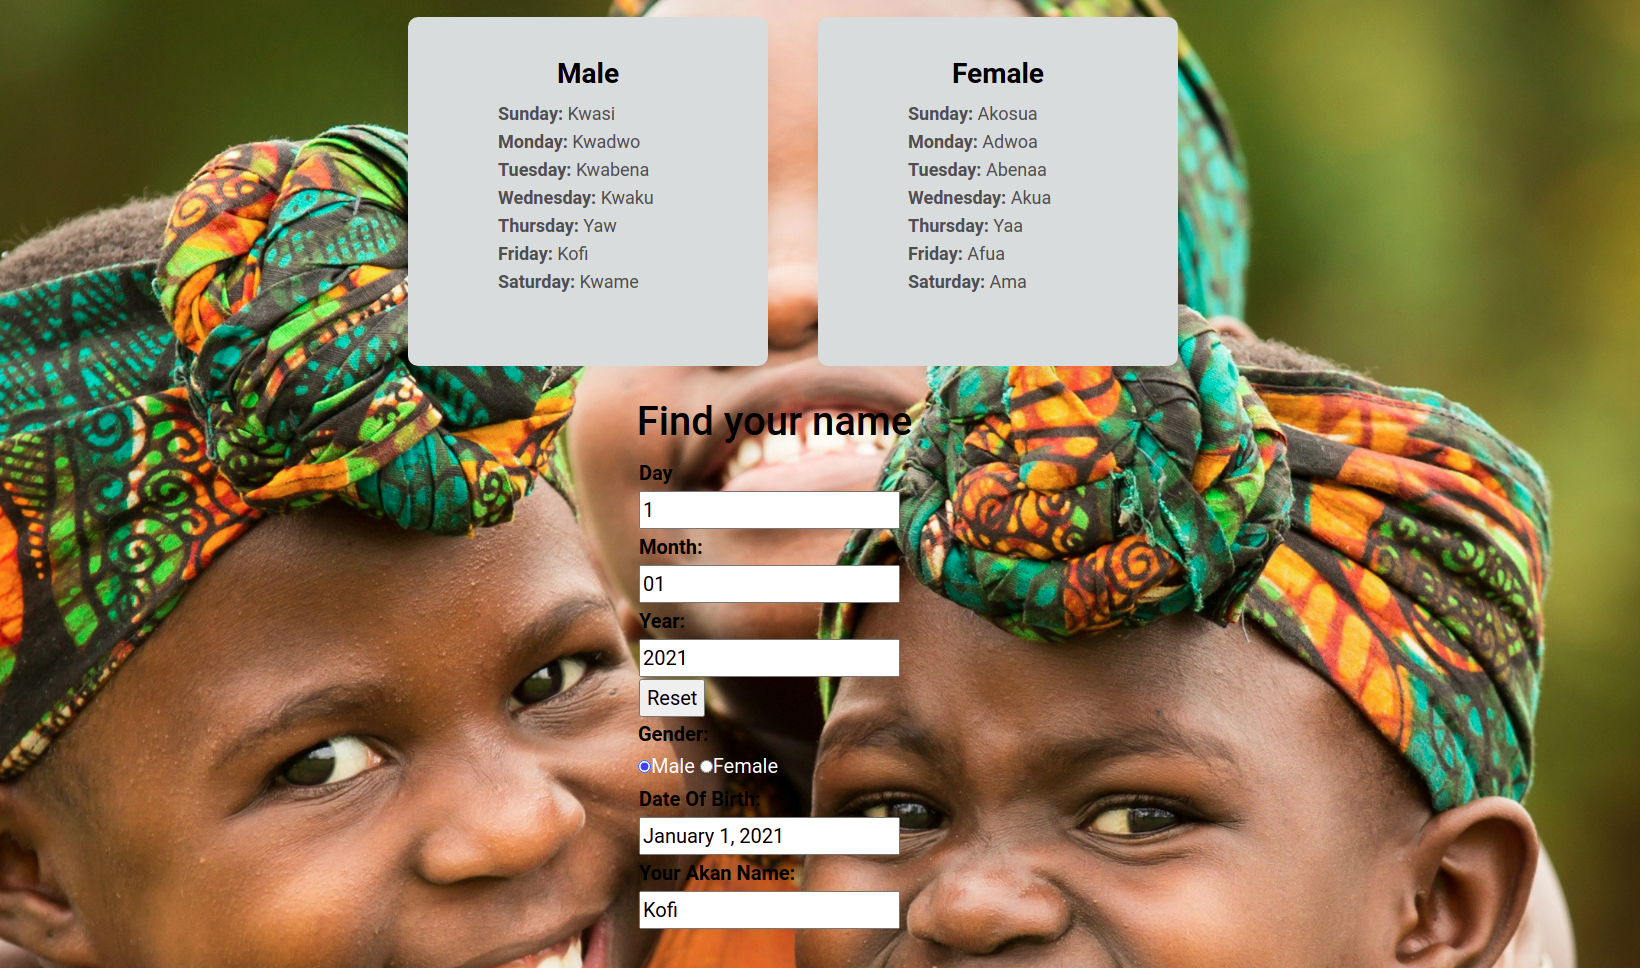 Male
Sunday: Kwasi
Monday: Kwadwo
Tuesday: Kwabena
Wednesday: Kwaku
Thursday: Yaw
Friday: Kofi
Saturday: Kwame
Female
Sunday: Akosua
Monday: Adwoa
Tuesday: Abenaa
Wednesday: Akua
Thursday: Yaa
Friday: Afua
Saturday: Ama
Find your name
Day
1
Month:
01
Year:
2021
Reset
Gender:
Male Female
Date Of Birth:
January 1, 2021
Your Akan Name:
Kofi